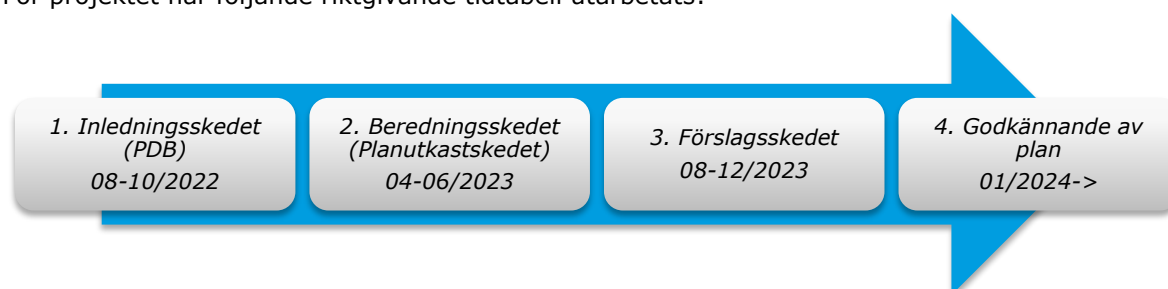 För projektet har följande riktgivande tidtabell utarbetats:
1. Inledningsskedet
(PDB)
08-10/2022
2. Beredningsskedet
(Planutkastskedet)
04-06/2023
3. Förslagsskedet
08-12/2023
4. Godkännande av
plan
01/2024->